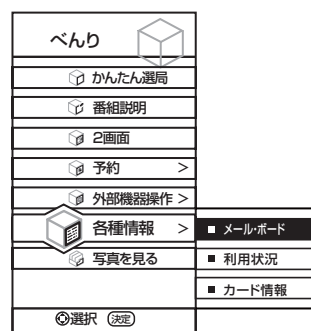 べんり
かんたん選局
番組説明
2画面
予約 >
外部機器操作 >
各種情報 >
■ メール・ボード
■ 利用状況
■ カード情報
写真を見る
選択 決定